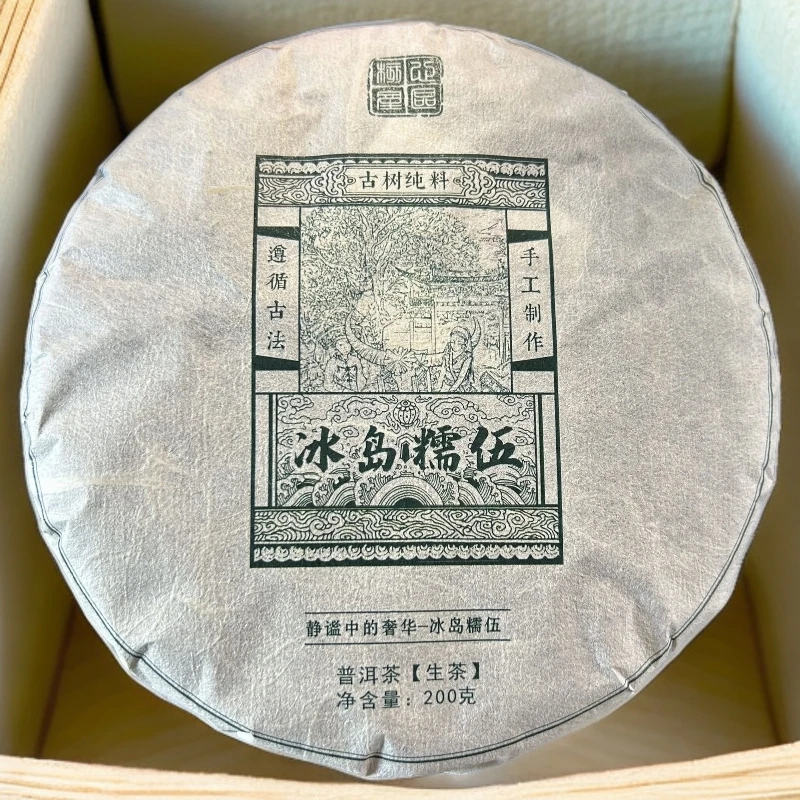 古树纯料
遵循古法
手工制作
冰岛糯伍
静谧中的奢华—冰岛糯伍
普洱茶【生茶】
净含量：200克